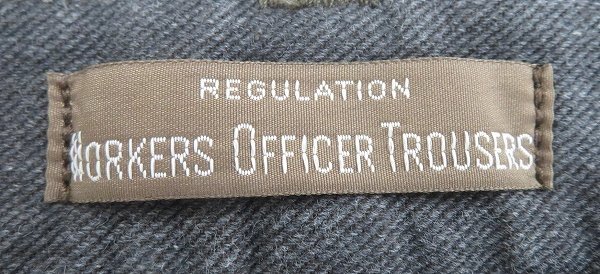 REGULATION
WORKERS OFFICER TROUSERS